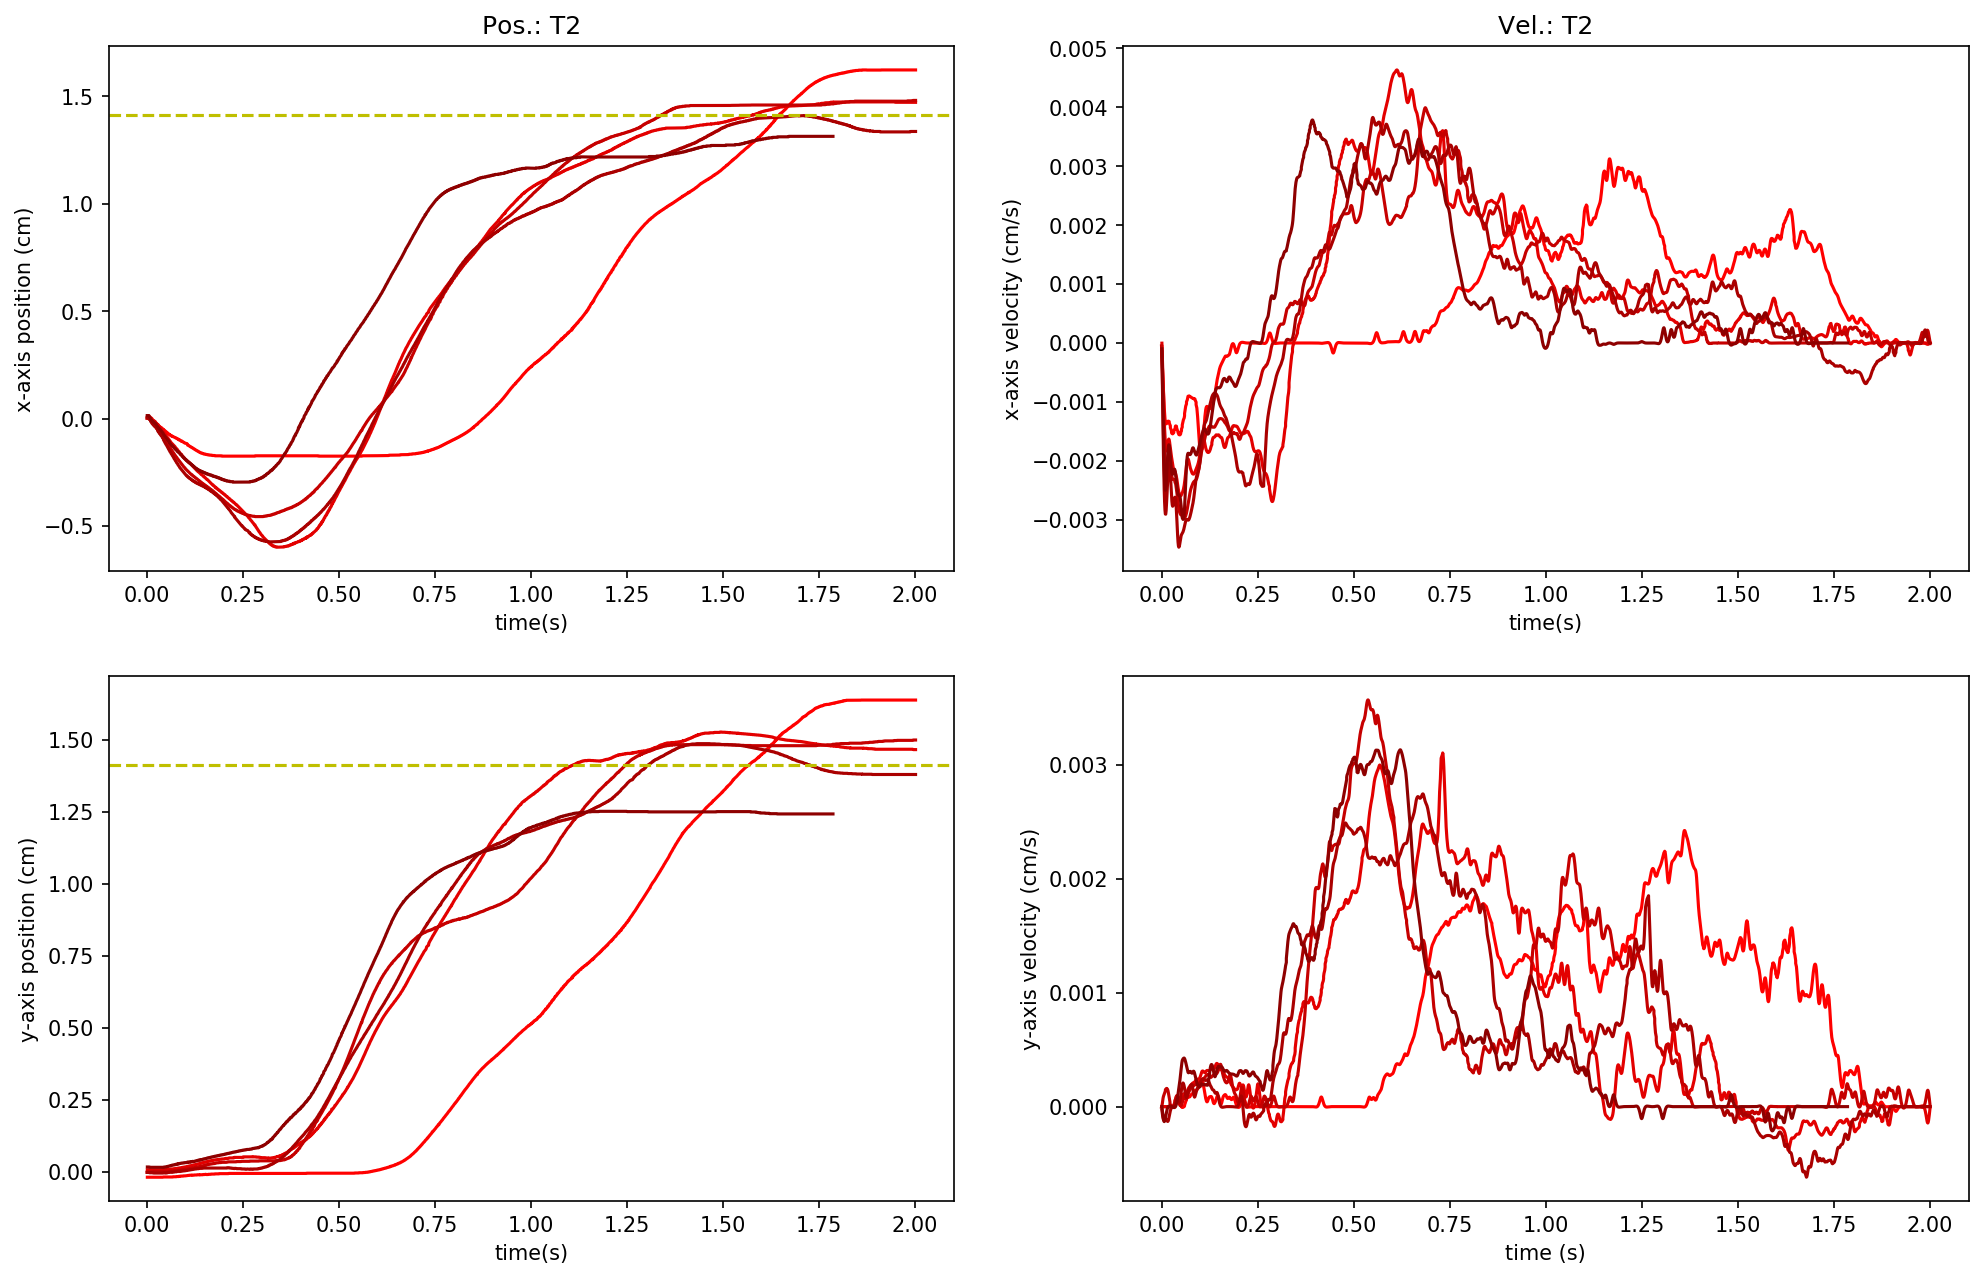 Pos.: T2
x-axis position (cm)
1.5
1.0
0.5
0.0
−0.5
0.00 0.25 0.50 0.75 1.00 1.25 1.50 1.75 2.00
time(s)
Vel.: T2
x-axis velocity (cm/s)
0.005
0.004
0.003
0.002
0.001
0.000
−0.001
−0.002
−0.003
0.00 0.25 0.50 0.75 1.00 1.25 1.50 1.75 2.00
time(s)
y-axis position (cm)
1.50
1.25
1.00
0.75
0.50
0.25
0.00
0.00 0.25 0.50 0.75 1.00 1.25 1.50 1.75 2.00
time(s)
y-axis velocity (cm/s)
0.003
0.002
0.001
0.000
0.00 0.25 0.50 0.75 1.00 1.25 1.50 1.75 2.00
time (s)